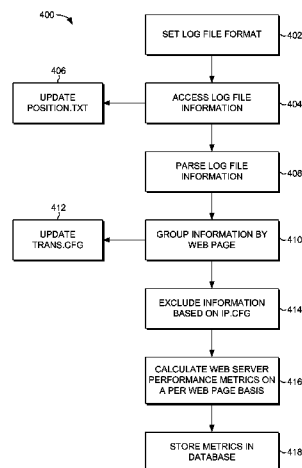 400
SET LOG FILE FORMAT
402
406
UPDATE
POSITION.TXT
ACCESS LOG FILE
INFORMATION
404
PARSE LOG FILE
INFORMATION
408
412
UPDATE
TRANS.CFG
GROUP INFORMATION BY
WEB PAGE
410
EXCLUDE INFORMATION
BASED ON IP.CFG
414
CALCULATE WEB SERVER
PERFORMANCE METRICS ON
A PER WEB PAGE BASIS
416
STORE METRICS IN
DATABASE
418